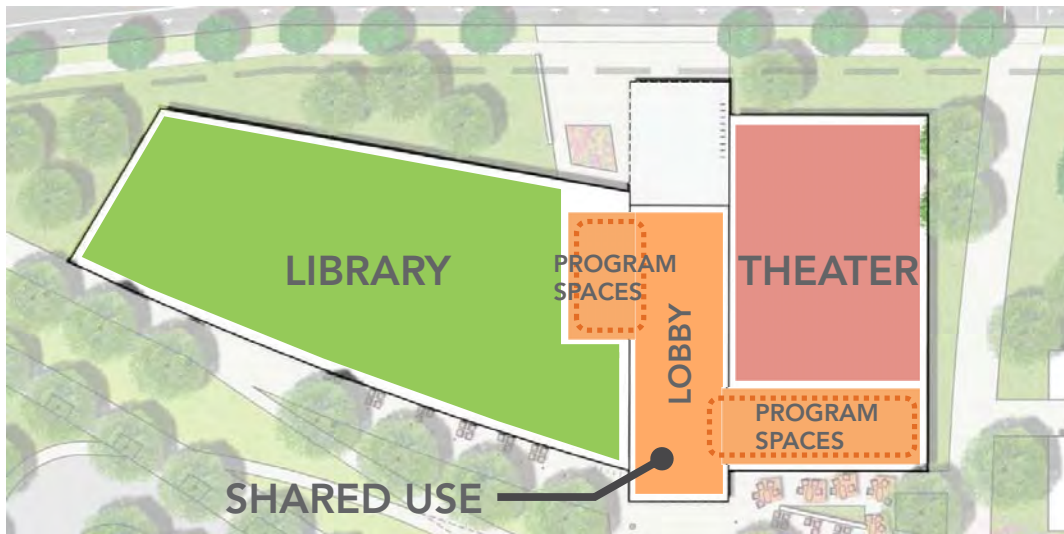 LIBRARY
PROGRAM
SPACES
LOBBY
THEATER
PROGRAM
SPACES
SHARED USE